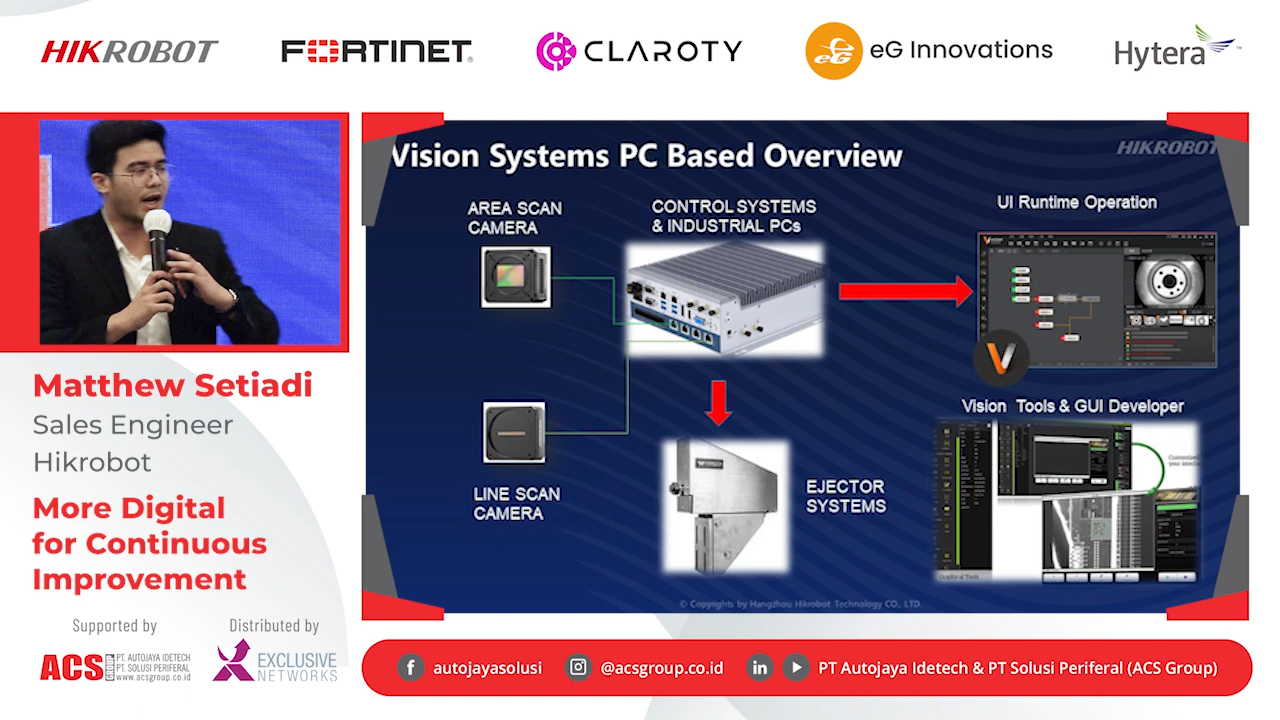 HIKROBOT
FORTINET
CLAROTY
eG Innovations
Hytera
Matthew Setiadi
Sales Engineer
Hikrobot
More Digital
for Continuous
Improvement
Supported by
ACS
PT. AUTOJAYA IDETECH
PT. SOLUSI PERIFERAL
www.acsgroup.co.id
Distributed by
EXCLUSIVE
NETWORKS
Vision Systems PC Based Overview
HIKROBOT
AREA SCAN
CAMERA
CONTROL SYSTEMS
& INDUSTRIAL PCs
UI Runtime Operation
LINE SCAN
CAMERA
EJECTOR
SYSTEMS
Vision Tools & GUI Developer
Graphical Tools
© Copyrights by Hangzhou Hikrobot Technology CO., LTD.
autojayasolusi
@acsgroup.co.id
PT Autojaya Idetech & PT Solusi Periferal (ACS Group)